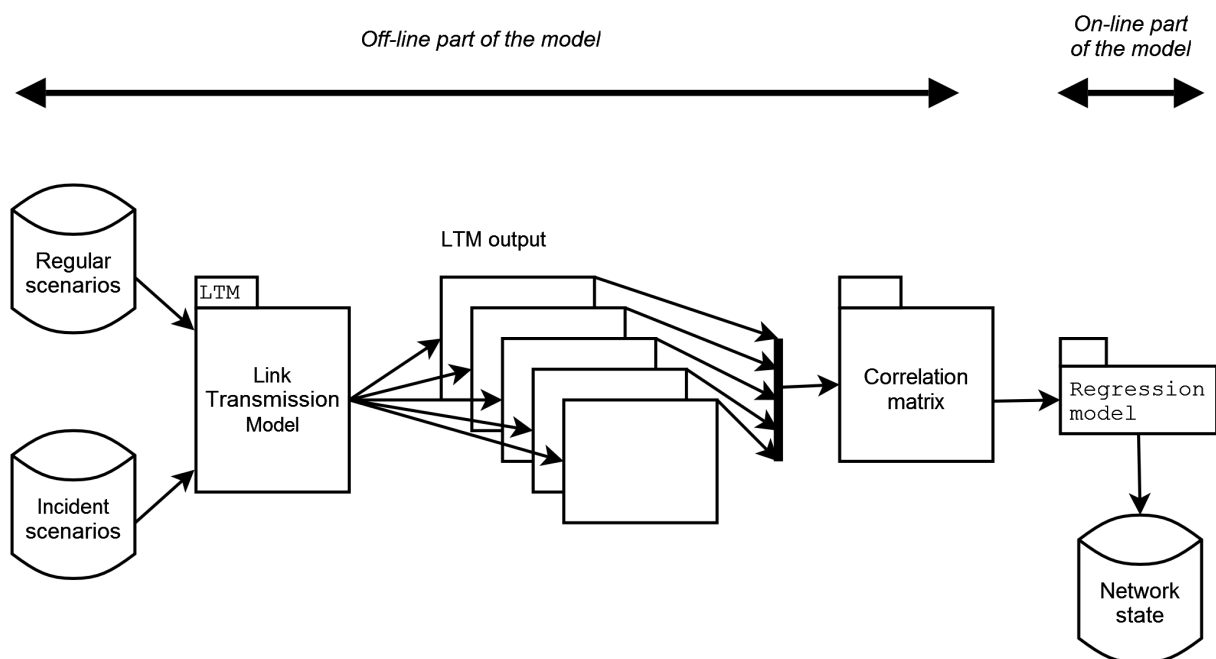 Off-line part of the model
On-line part
of the model
Regular
scenarios
LTM output
LTM
Link
Transmission
Model
Correlation
matrix
Regression
model
Incident
scenarios
Network
state